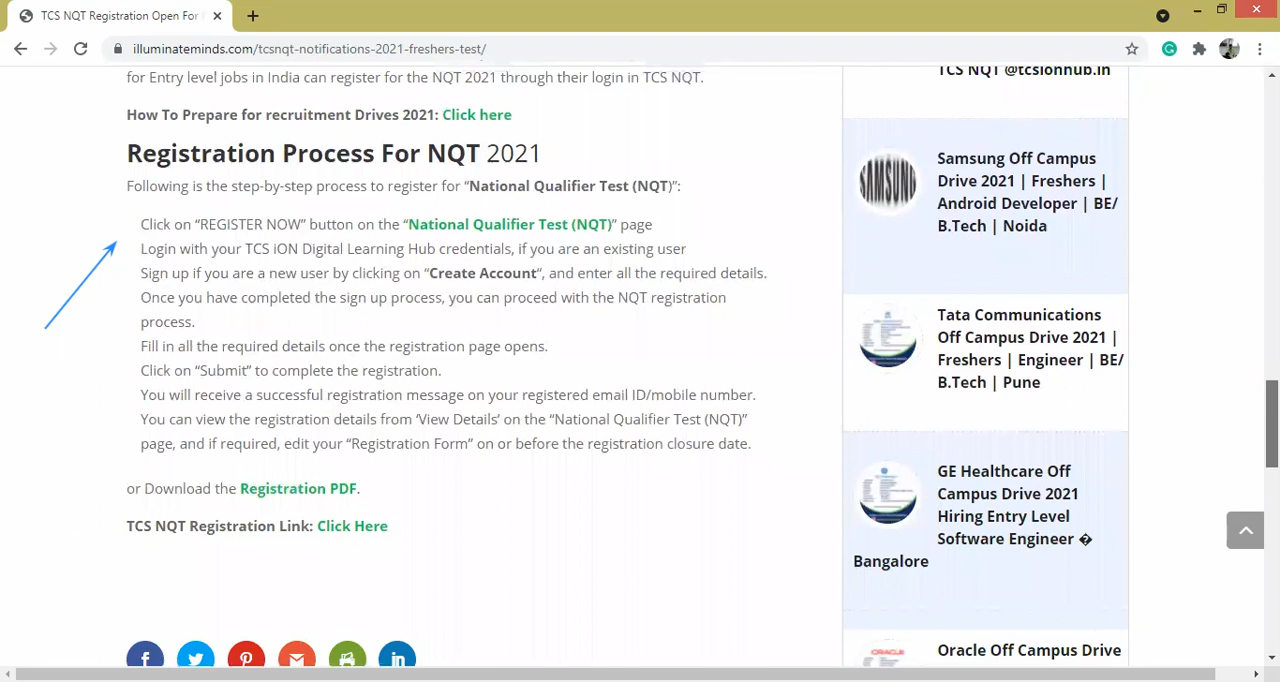 TCS NQT Registration Open For
illuminateminds.com/tcsnqt-notifications-2021-freshers-test/
for Entry level jobs in India can register for the NQT 2021 through their login in TCS NQT.
How To Prepare for recruitment Drives 2021: Click here
Registration Process For NQT 2021
Following is the step-by-step process to register for “National Qualifier Test (NQT)”:
Click on “REGISTER NOW” button on the “National Qualifier Test (NQT)” page
Login with your TCS iON Digital Learning Hub credentials, if you are an existing user
Sign up if you are a new user by clicking on “Create Account“, and enter all the required details.
Once you have completed the sign up process, you can proceed with the NQT registration
process.
Fill in all the required details once the registration page opens.
Click on “Submit” to complete the registration.
You will receive a successful registration message on your registered email ID/mobile number.
You can view the registration details from ‘View Details’ on the “National Qualifier Test (NQT)”
page, and if required, edit your “Registration Form” on or before the registration closure date.
or Download the Registration PDF.
TCS NQT Registration Link: Click Here
TCS NQT @tcsionhub.in
SAMSUNG
Samsung Off Campus
Drive 2021 | Freshers |
Android Developer | BE/
B.Tech | Noida
Tata Communications
Off Campus Drive 2021 |
Freshers | Engineer | BE/
B.Tech | Pune
GE Healthcare Off
Campus Drive 2021
Hiring Entry Level
Software Engineer �
Bangalore
ORACLE
Oracle Off Campus Drive